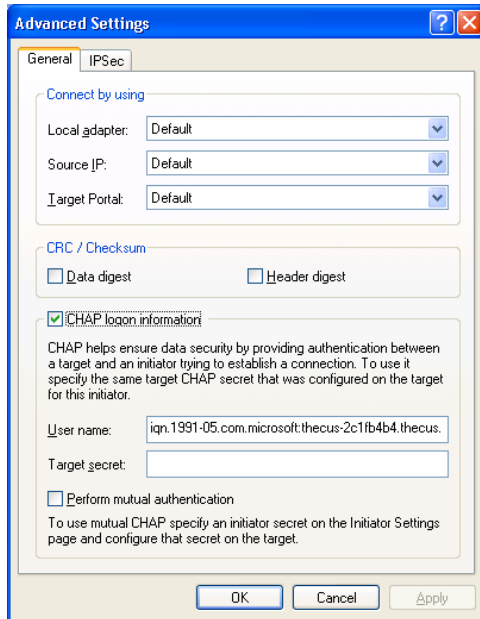 Advanced Settings
General IPSec
Connect by using
Local adapter: Default
Source IP: Default
Target Portal: Default
CRC / Checksum
Data digest Header digest
CHAP logon information
CHAP helps ensure data security by providing authentication between
a target and an initiator trying to establish a connection. To use it
specify the same target CHAP secret that was configured on the target
for this initiator.
User name: iqn.1991-05.com.microsoft:thecus-2c1fb4b4.thecus.
Target secret:
Perform mutual authentication
To use mutual CHAP specify an initiator secret on the Initiator Settings
page and configure that secret on the target.
OK Cancel Apply